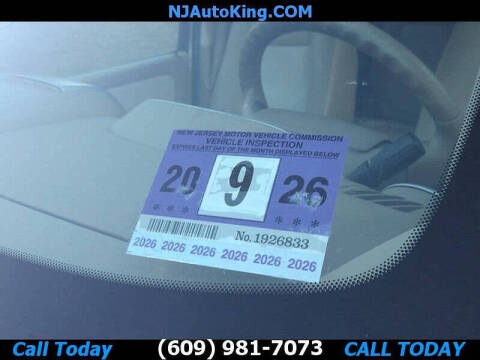 NJAutoKing.COM
NEW JERSEY MOTOR VEHICLE COMMISSION
VEHICLE INSPECTION
EXPIRES LAST DAY OF THE MONTH DISPLAYED BELOW
20 9 26
* * * * * *
No. 1926833
2026 2026 2026 2026 2026 2026 2026
Call Today (609) 981-7073 CALL TODAY